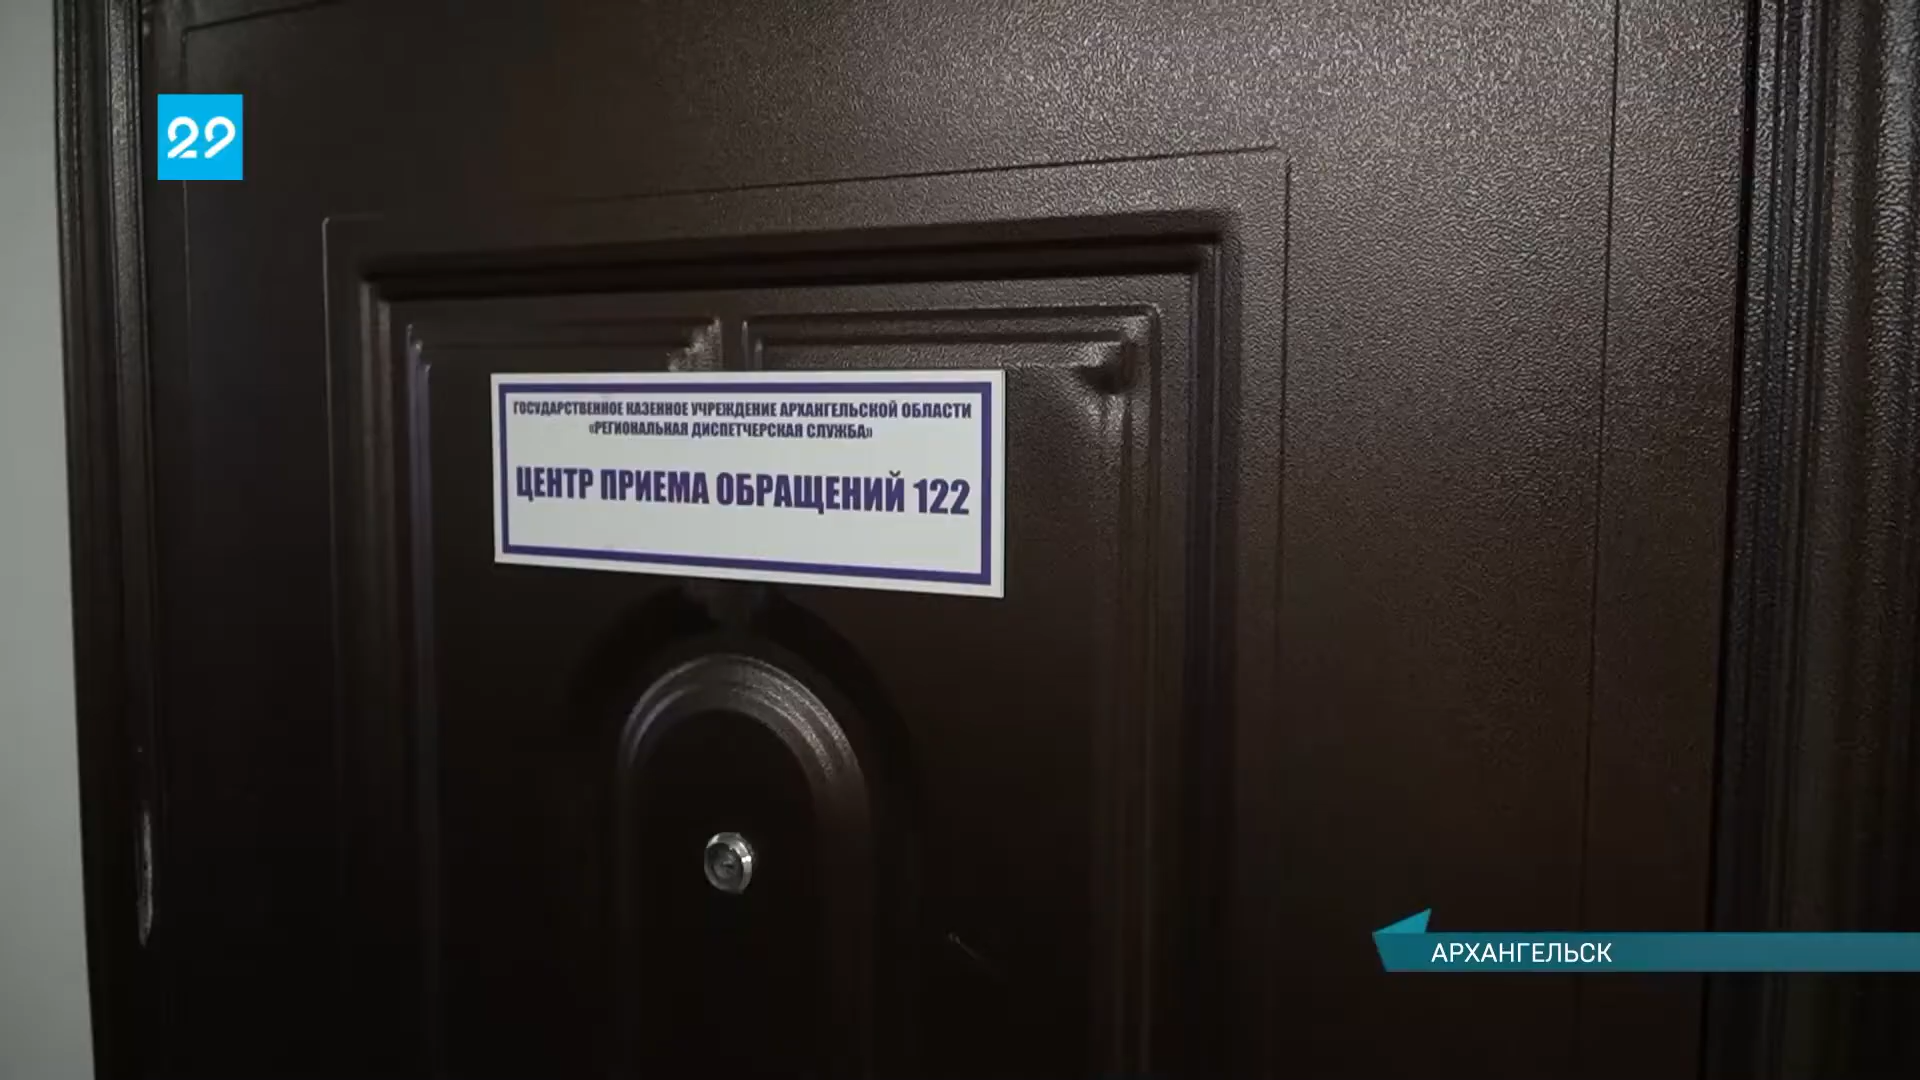 29
ГОСУДАРСТВЕННОЕ КАЗЕННОЕ УЧРЕЖДЕНИЕ АРХАНГЕЛЬСКОЙ ОБЛАСТИ
«РЕГИОНАЛЬНАЯ ДИСПЕТЧЕРСКАЯ СЛУЖБА»
ЦЕНТР ПРИЕМА ОБРАЩЕНИЙ 122
АРХАНГЕЛЬСК